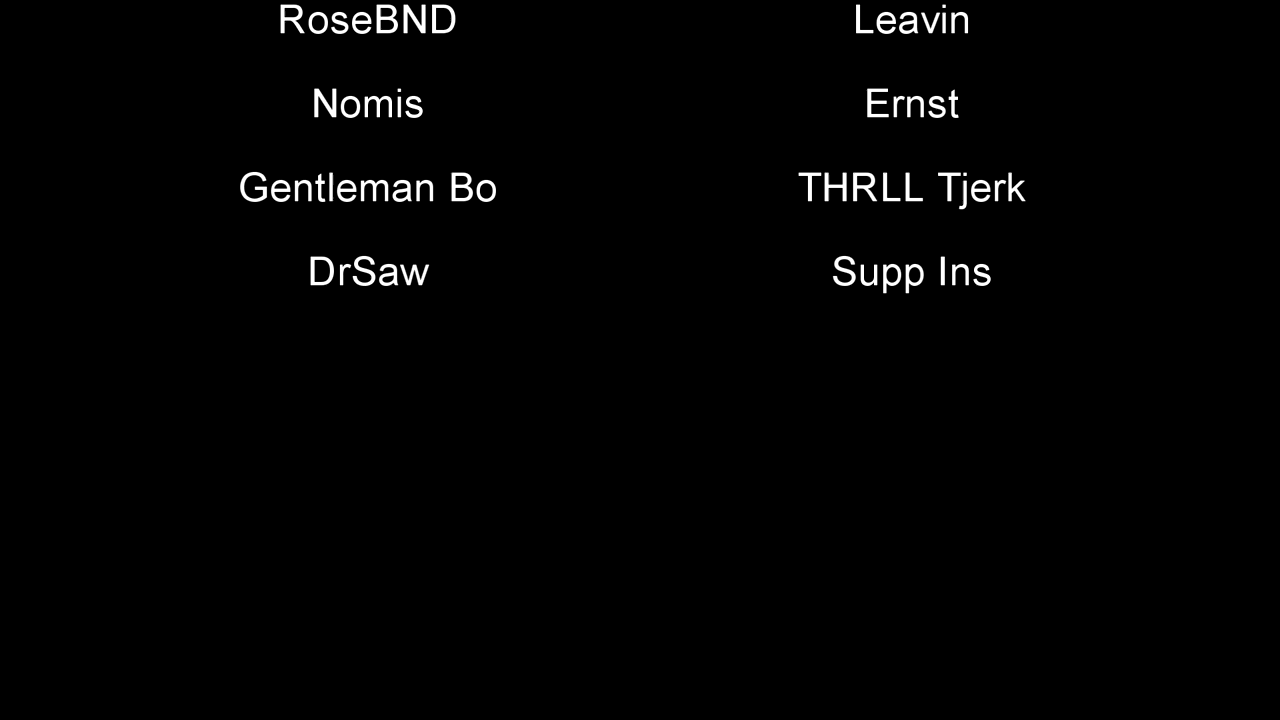 RoseBND Leavin
Nomis Ernst
Gentleman Bo THRLL Tjerk
DrSaw Supp Ins